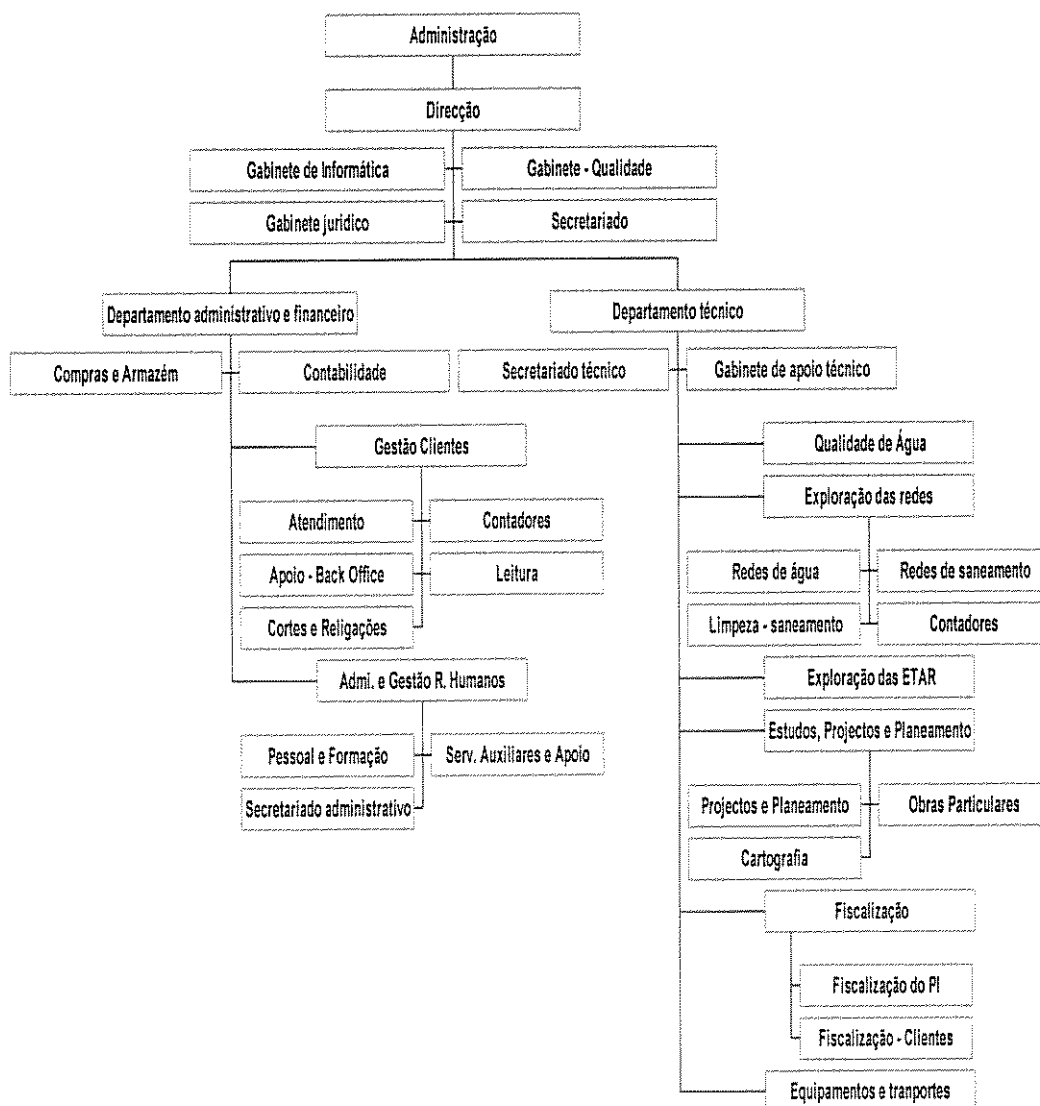 Administração
Direcção
Gabinete de Informática
Gabinete - Qualidade
Gabinete jurídico
Secretariado
Departamento administrativo e financeiro
Departamento técnico
Compras e Armazém
Contabilidade
Secretariado técnico
Gabinete de apoio técnico
Gestão Clientes
Atendimento
Contadores
Apoio - Back Office
Leitura
Cortes e Religações
Admi. e Gestão R. Humanos
Pessoal e Formação
Serv. Auxiliares e Apoio
Secretariado administrativo
Qualidade de Água
Exploração das redes
Redes de água
Redes de saneamento
Limpeza - saneamento
Contadores
Exploração das ETAR
Estudos, Projectos e Planeamento
Projectos e Planeamento
Obras Particulares
Cartografia
Fiscalização
Fiscalização do PI
Fiscalização - Clientes
Equipamentos e tranportes